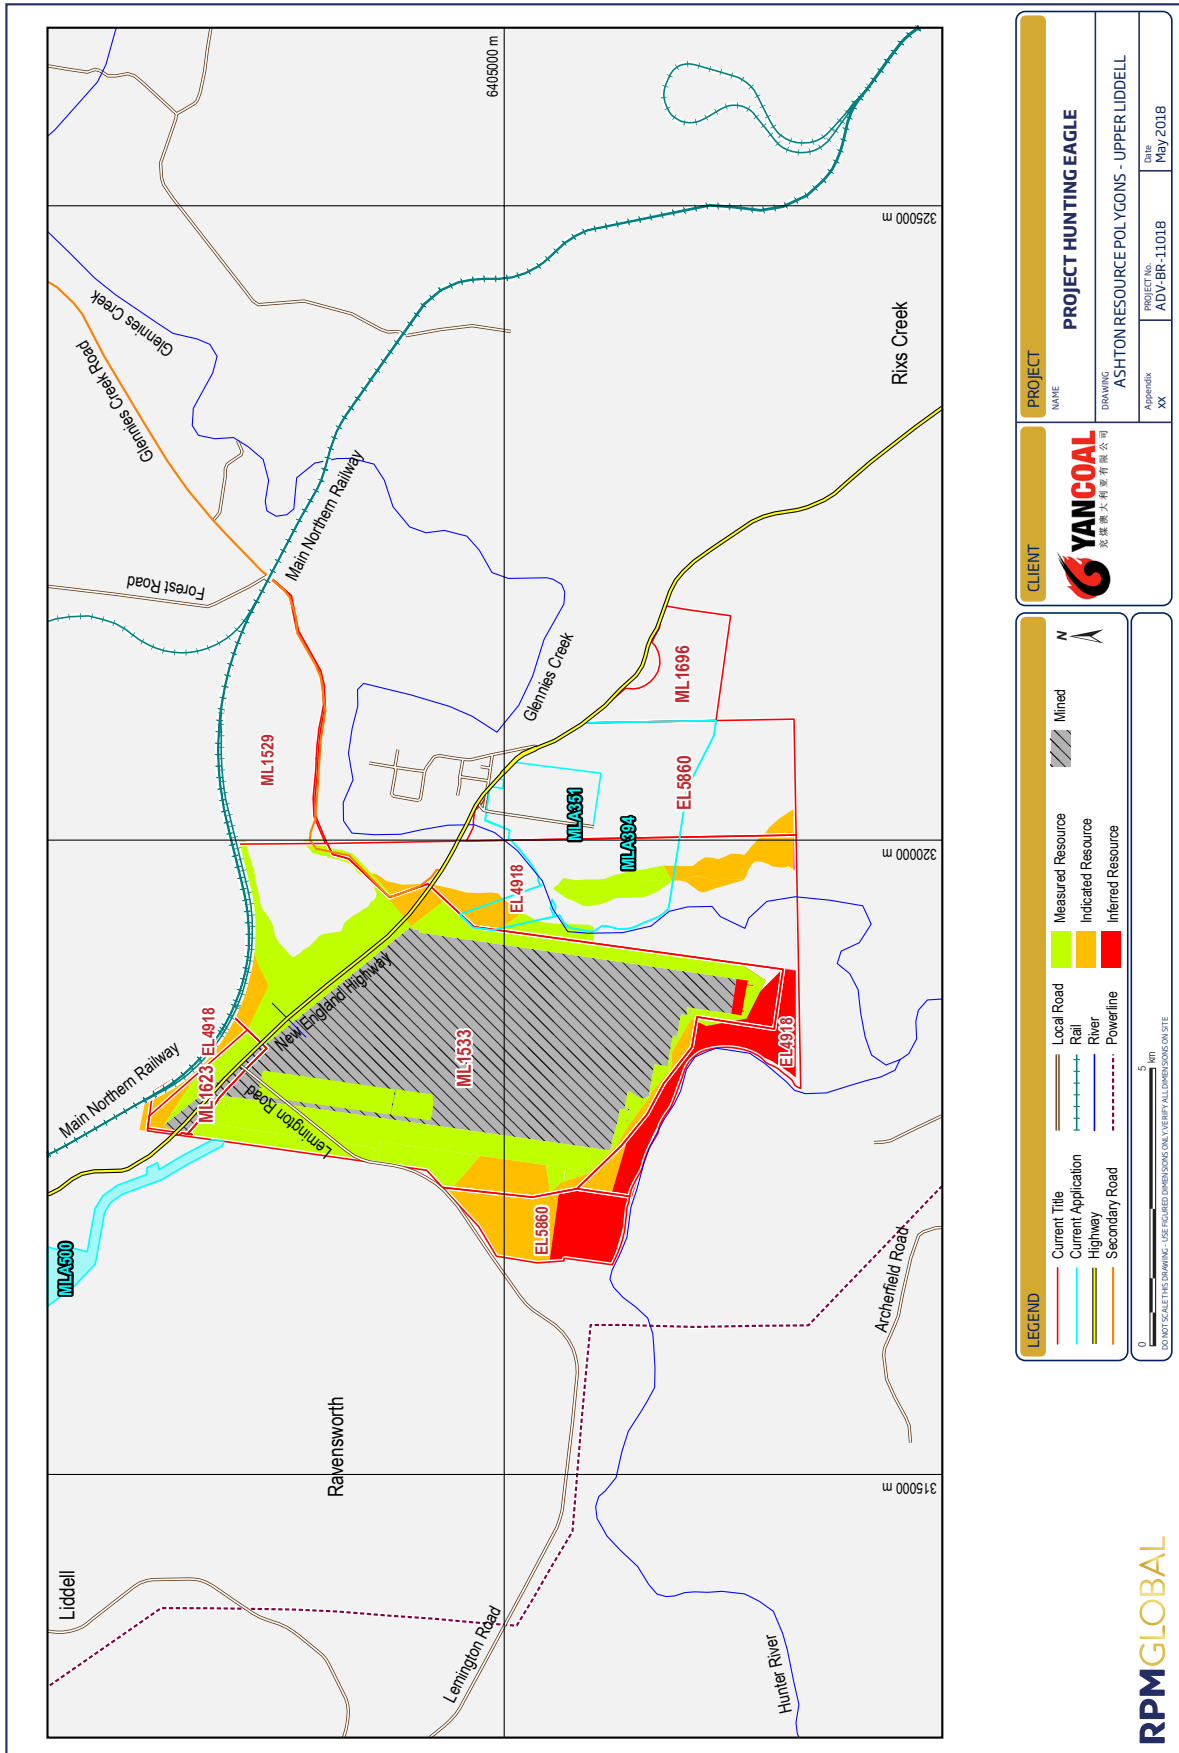 6405000 m
325000 m
320000 m
315000 m
Glennies Creek
Glennies Creek Road
Forest Road
Main Northern Railway
Rixs Creek
Glennies Creek
ML1529
ML1696
EL5860
MLA351
MLA394
EL4918
EL4918
ML1623
Main Northern Railway
New England Highway
ML1533
Lemington Road
EL4918
EL5860
MLA500
Ravensworth
Archerfield Road
Liddell
Lemington Road
Hunter River
LEGEND
Current Title
Current Application
Highway
Secondary Road
Local Road
Rail
River
Powerline
Measured Resource
Indicated Resource
Inferred Resource
Mined
N
0 5
km
DO NOT SCALE THIS DRAWING - USE FIGURED DIMENSIONS ONLY. VERIFY ALL DIMENSIONS ON SITE
CLIENT
YANCOAL
兖煤澳大利亚有限公司
PROJECT
NAME
PROJECT HUNTING EAGLE
DRAWING
ASHTON RESOURCE POLYGONS - UPPER LIDDELL
Appendix
XX
PROJECT No.
ADV-BR-11018
Date
May 2018
RPMGLOBAL